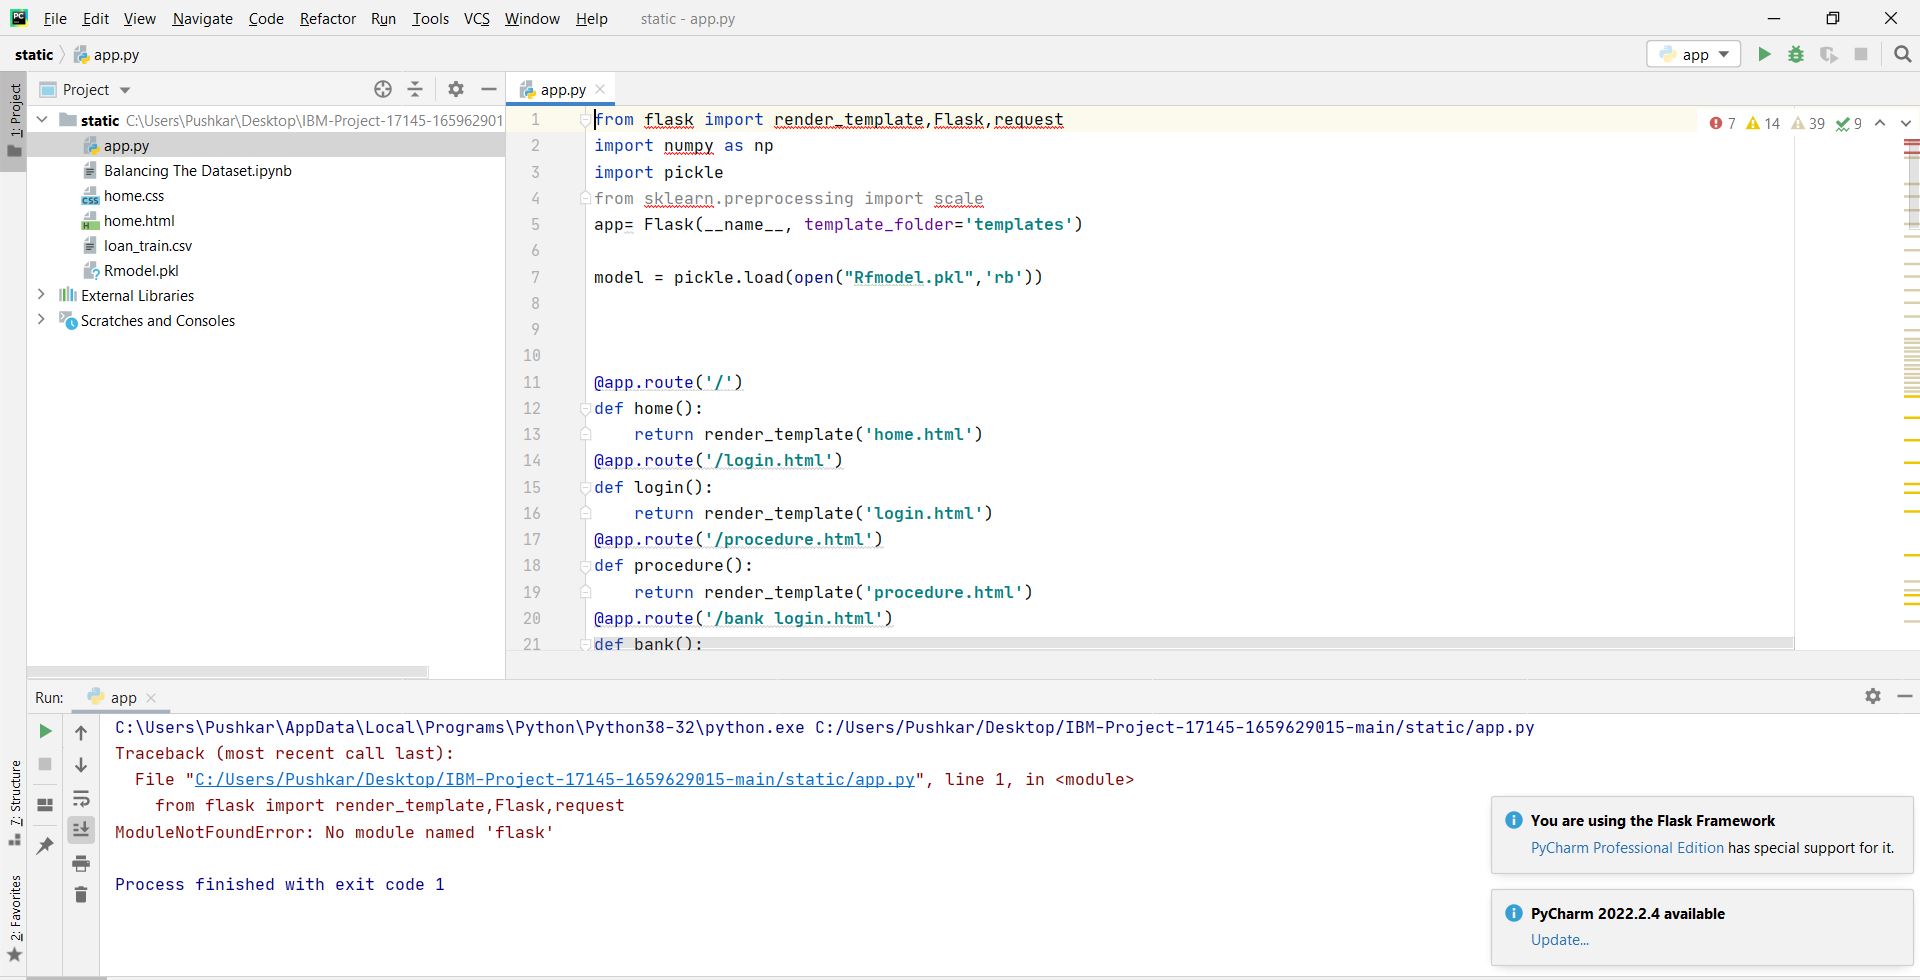 PC File Edit View Navigate Code Refactor Run Tools VCS Window Help static - app.py
static app.py app
1: Project
Project
app.py
static C:\Users\Pushkar\Desktop\IBM-Project-17145-165962901
app.py
Balancing The Dataset.ipynb
home.css
home.html
loan_train.csv
Rmodel.pkl
External Libraries
Scratches and Consoles
7 14 39 9
1 from flask import render_template,Flask,request
2 import numpy as np
3 import pickle
4 from sklearn.preprocessing import scale
5 app= Flask(__name__, template_folder='templates')
6
7 model = pickle.load(open("Rfmodel.pkl",'rb'))
8
9
10
11 @app.route('/')
12 def home():
13 return render_template('home.html')
14 @app.route('/login.html')
15 def login():
16 return render_template('login.html')
17 @app.route('/procedure.html')
18 def procedure():
19 return render_template('procedure.html')
20 @app.route('/bank login.html')
21 def bank():
Run: app
C:\Users\Pushkar\AppData\Local\Programs\Python\Python38-32\python.exe C:/Users/Pushkar/Desktop/IBM-Project-17145-1659629015-main/static/app.py
Traceback (most recent call last):
File "C:/Users/Pushkar/Desktop/IBM-Project-17145-1659629015-main/static/app.py", line 1, in <module>
from flask import render_template,Flask,request
ModuleNotFoundError: No module named 'flask'
Process finished with exit code 1
7: Structure
2: Favorites
You are using the Flask Framework
PyCharm Professional Edition has special support for it.
PyCharm 2022.2.4 available
Update...